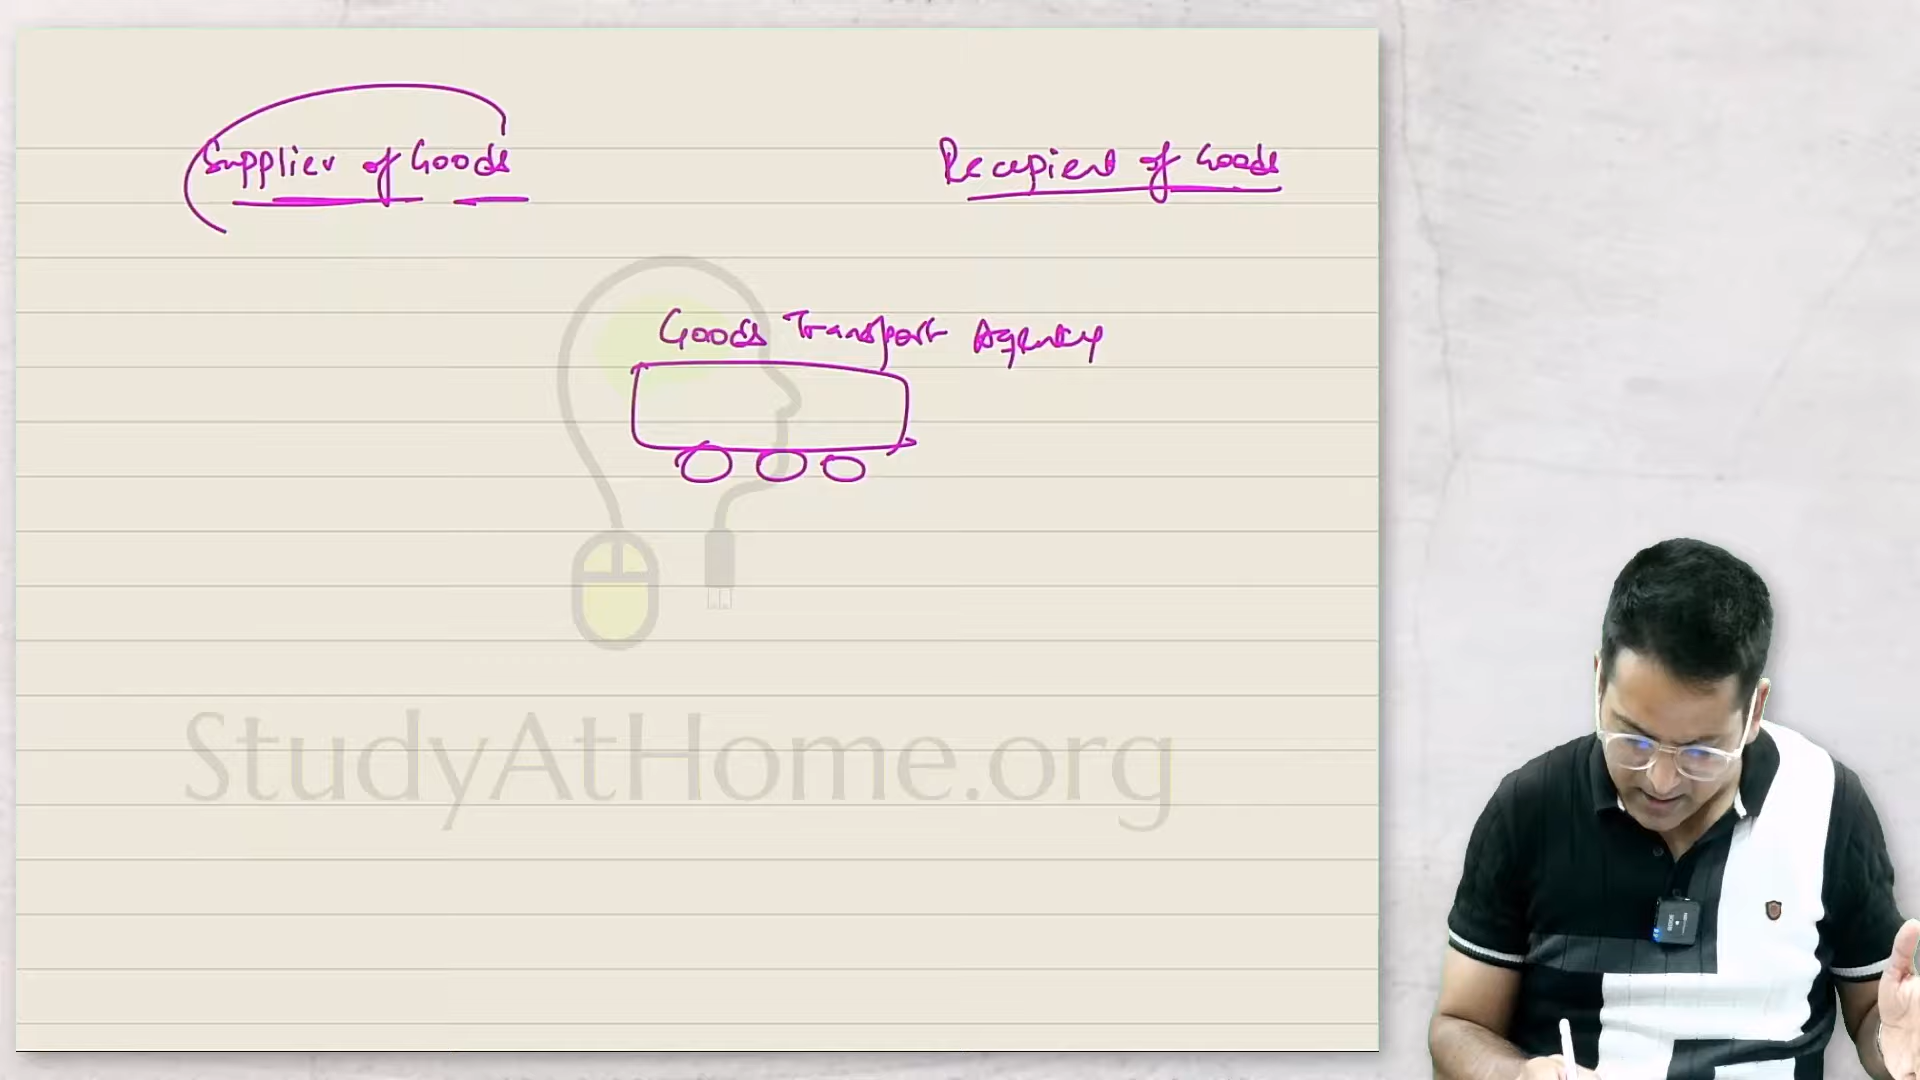 Supplier of Goods
Recepient of Goods
Goods Transport Agency
StudyAtHome.org